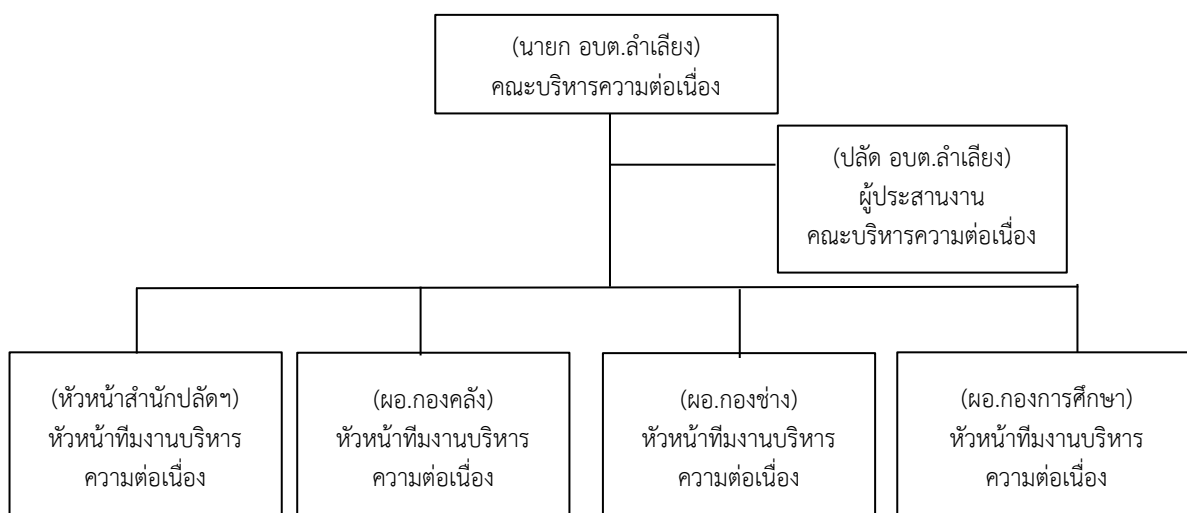 (นายก อบต.ลำเลียง)
คณะบริหารความต่อเนื่อง
(ปลัด อบต.ลำเลียง)
ผู้ประสานงาน
คณะบริหารความต่อเนื่อง
(หัวหน้าสำนักปลัดฯ)
หัวหน้าทีมงานบริหาร
ความต่อเนื่อง
(ผอ.กองคลัง)
หัวหน้าทีมงานบริหาร
ความต่อเนื่อง
(ผอ.กองช่าง)
หัวหน้าทีมงานบริหาร
ความต่อเนื่อง
(ผอ.กองการศึกษา)
หัวหน้าทีมงานบริหาร
ความต่อเนื่อง